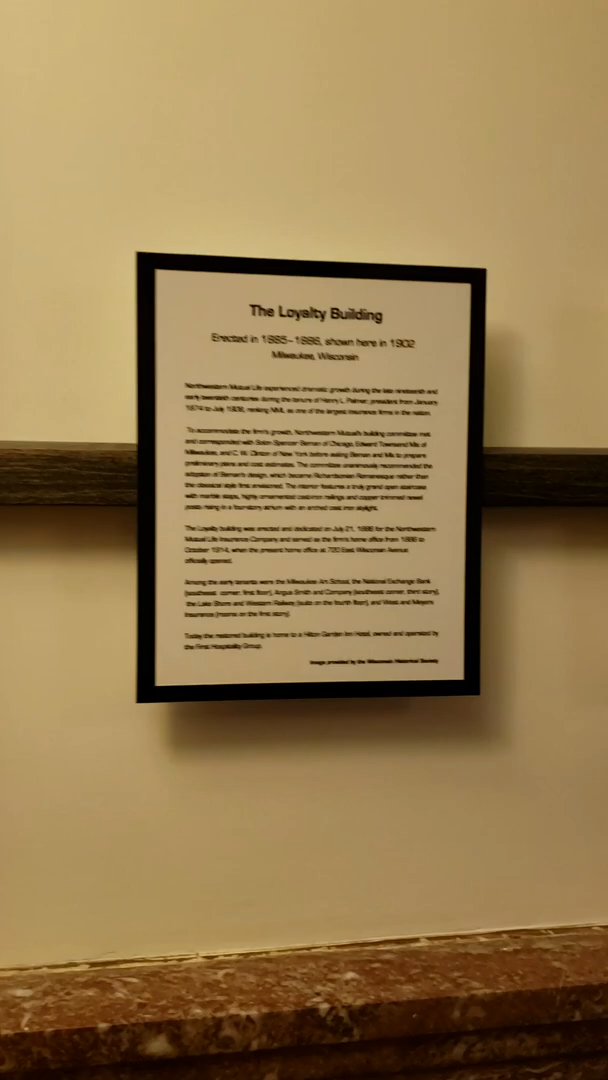 The Loyalty Building
Erected in 1885-1886, shown here in 1902
Milwaukee, Wisconsin
Northwestern Mutual Life experienced dramatic growth during the late nineteenth and
early twentieth centuries during the tenure of Henry L. Palmer, president from January
1874 to July 1908, ranking NML as one of the largest insurance firms in the nation.
To accommodate the firm's growth, Northwestern Mutual's building committee met
and corresponded with Solon Spencer Beman of Chicago, Edward Townsend Mix of
Milwaukee, and C. W. Clinton of New York before asking Beman and Mix to prepare
preliminary plans and cost estimates. The committee unanimously recommended the
adoption of Beman's design, which became Richardsonian Romanesque rather than
the classical style first envisioned. The interior features a truly grand open staircase
with marble steps, highly ornamented cast-iron railings and copper trimmed newel
posts rising in a four-story atrium with an arched cast iron skylight.
The Loyalty building was erected and dedicated on July 21, 1886 for the Northwestern
Mutual Life Insurance Company and served as the firm's home office from 1886 to
October 1914, when the present home office at 720 East Wisconsin Avenue
officially opened.
Among the early tenants were the Milwaukee Art School, the National Exchange Bank
(southeast corner, first floor), Angus Smith and Company (southeast corner, third story),
the Lake Shore and Western Railway (suite on the fourth floor), and West and Meyers
Insurance (rooms on the first story).
Today the restored building is home to a Hilton Garden Inn Hotel, owned and operated by
the First Hospitality Group.
Image provided by the Wisconsin Historical Society